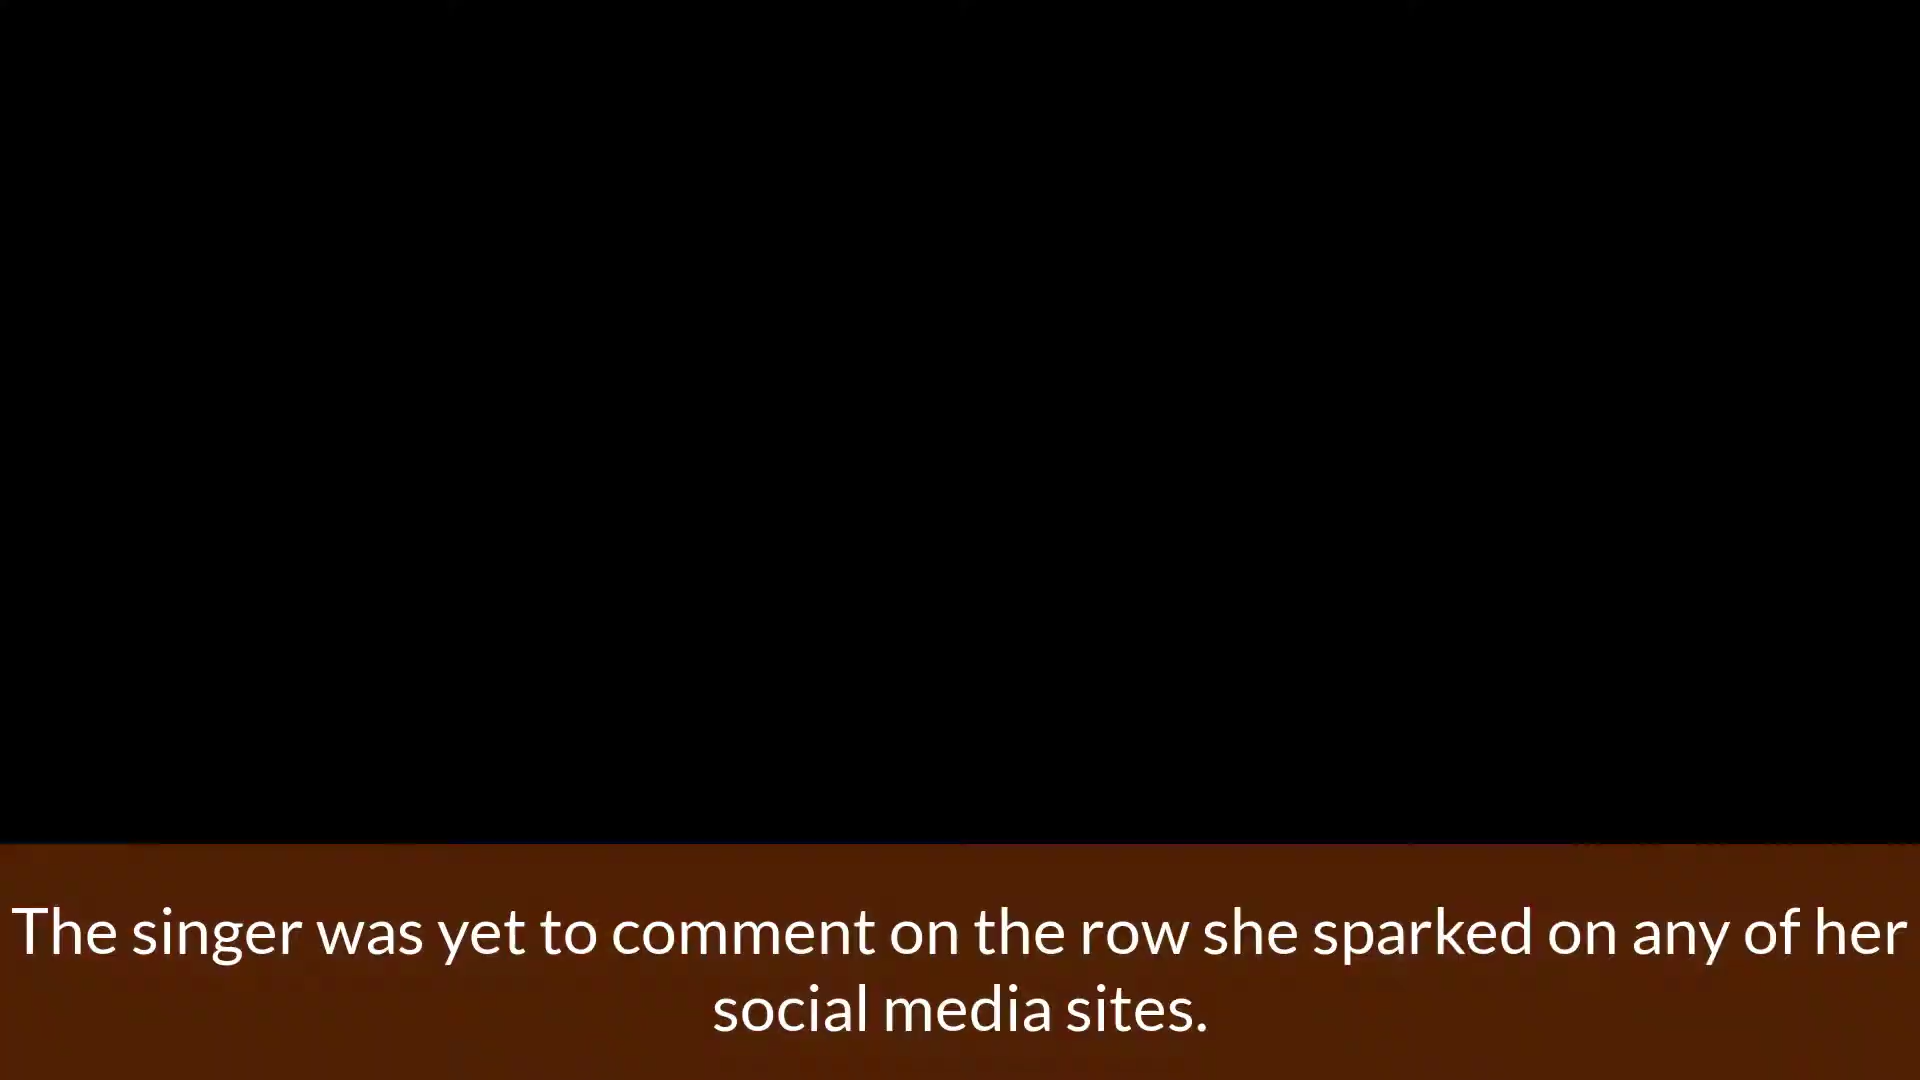 The singer was yet to comment on the row she sparked on any of her
social media sites.